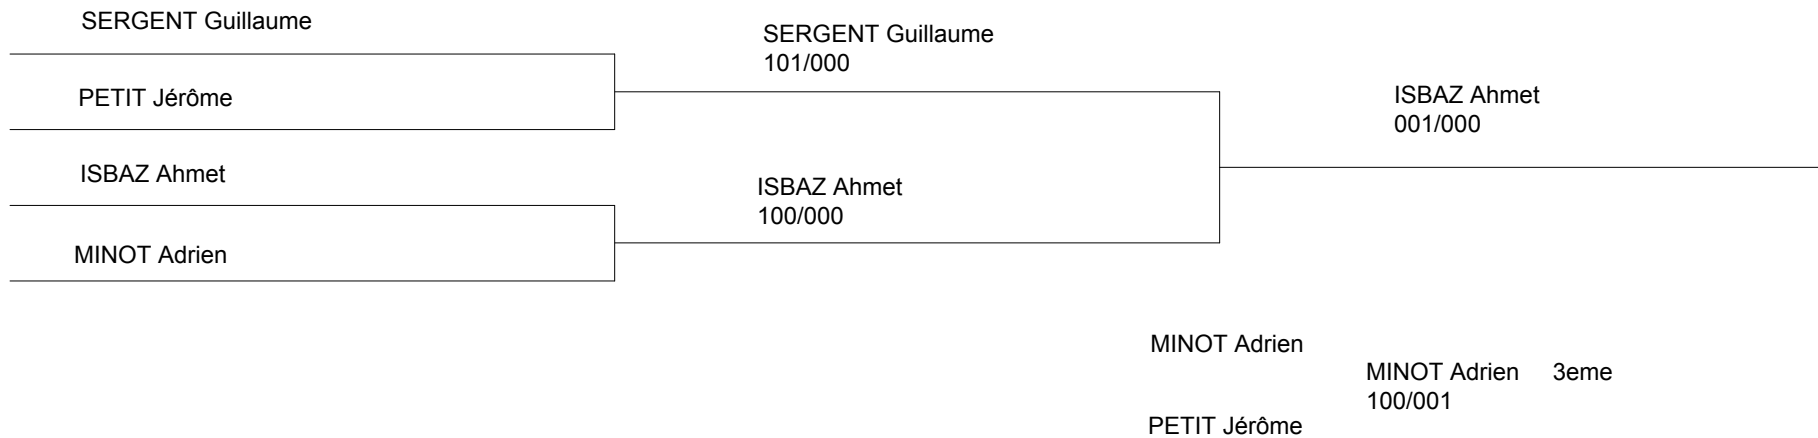 SERGENT Guillaume
PETIT Jérôme
ISBAZ Ahmet
MINOT Adrien
SERGENT Guillaume
101/000
ISBAZ Ahmet
100/000
ISBAZ Ahmet
001/000
MINOT Adrien
PETIT Jérôme
MINOT Adrien 3eme
100/001